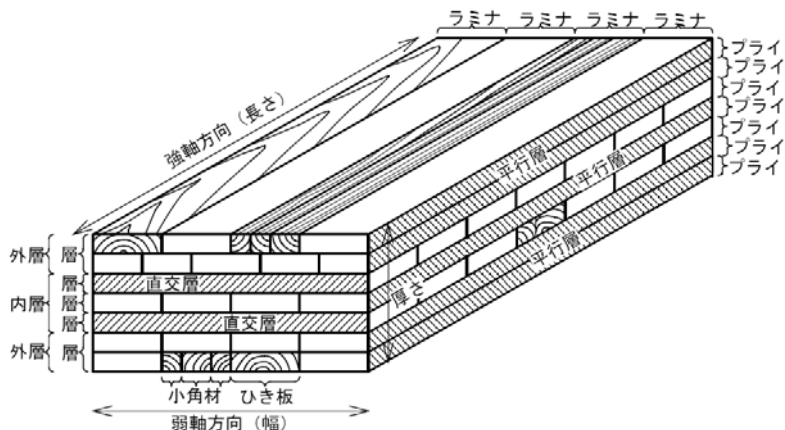 ラミナ ラミナ ラミナ ラミナ
プライ
プライ
プライ
プライ
プライ
プライ
プライ
強軸方向（長さ）
平行層
平行層
平行層
厚さ
外層 層
層
直交層
内層 層
層
直交層
外層 層
小角材 ひき板
弱軸方向（幅）